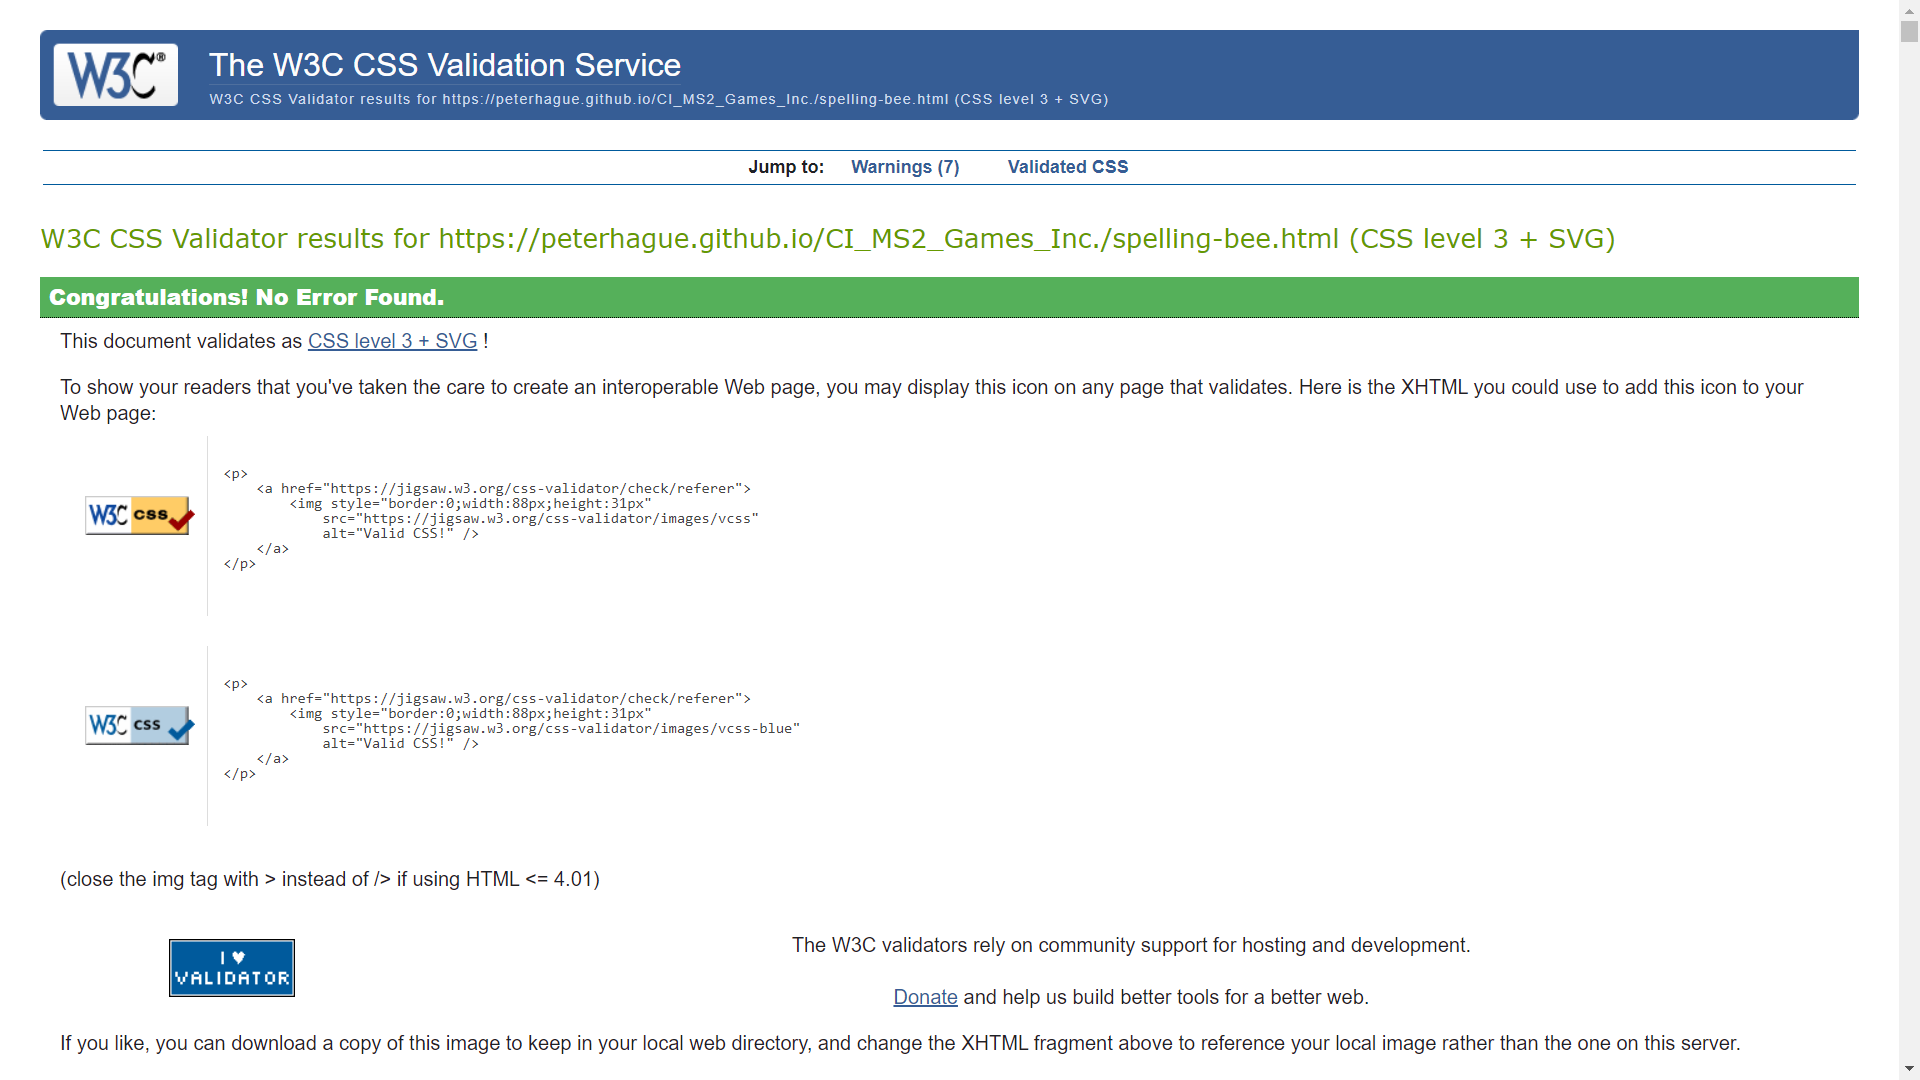 W3C®
The W3C CSS Validation Service
W3C CSS Validator results for https://peterhague.github.io/CI_MS2_Games_Inc./spelling-bee.html (CSS level 3 + SVG)
Jump to: Warnings (7) Validated CSS
W3C CSS Validator results for https://peterhague.github.io/CI_MS2_Games_Inc./spelling-bee.html (CSS level 3 + SVG)
Congratulations! No Error Found.
This document validates as CSS level 3 + SVG !
To show your readers that you've taken the care to create an interoperable Web page, you may display this icon on any page that validates. Here is the XHTML you could use to add this icon to your
Web page:
W3C css
<p>
<a href="https://jigsaw.w3.org/css-validator/check/referer">
<img style="border:0;width:88px;height:31px"
src="https://jigsaw.w3.org/css-validator/images/vcss"
alt="Valid CSS!" />
</a>
</p>
W3C css
<p>
<a href="https://jigsaw.w3.org/css-validator/check/referer">
<img style="border:0;width:88px;height:31px"
src="https://jigsaw.w3.org/css-validator/images/vcss-blue"
alt="Valid CSS!" />
</a>
</p>
(close the img tag with > instead of /> if using HTML <= 4.01)
I ♥
VALIDATOR
The W3C validators rely on community support for hosting and development.
Donate and help us build better tools for a better web.
If you like, you can download a copy of this image to keep in your local web directory, and change the XHTML fragment above to reference your local image rather than the one on this server.